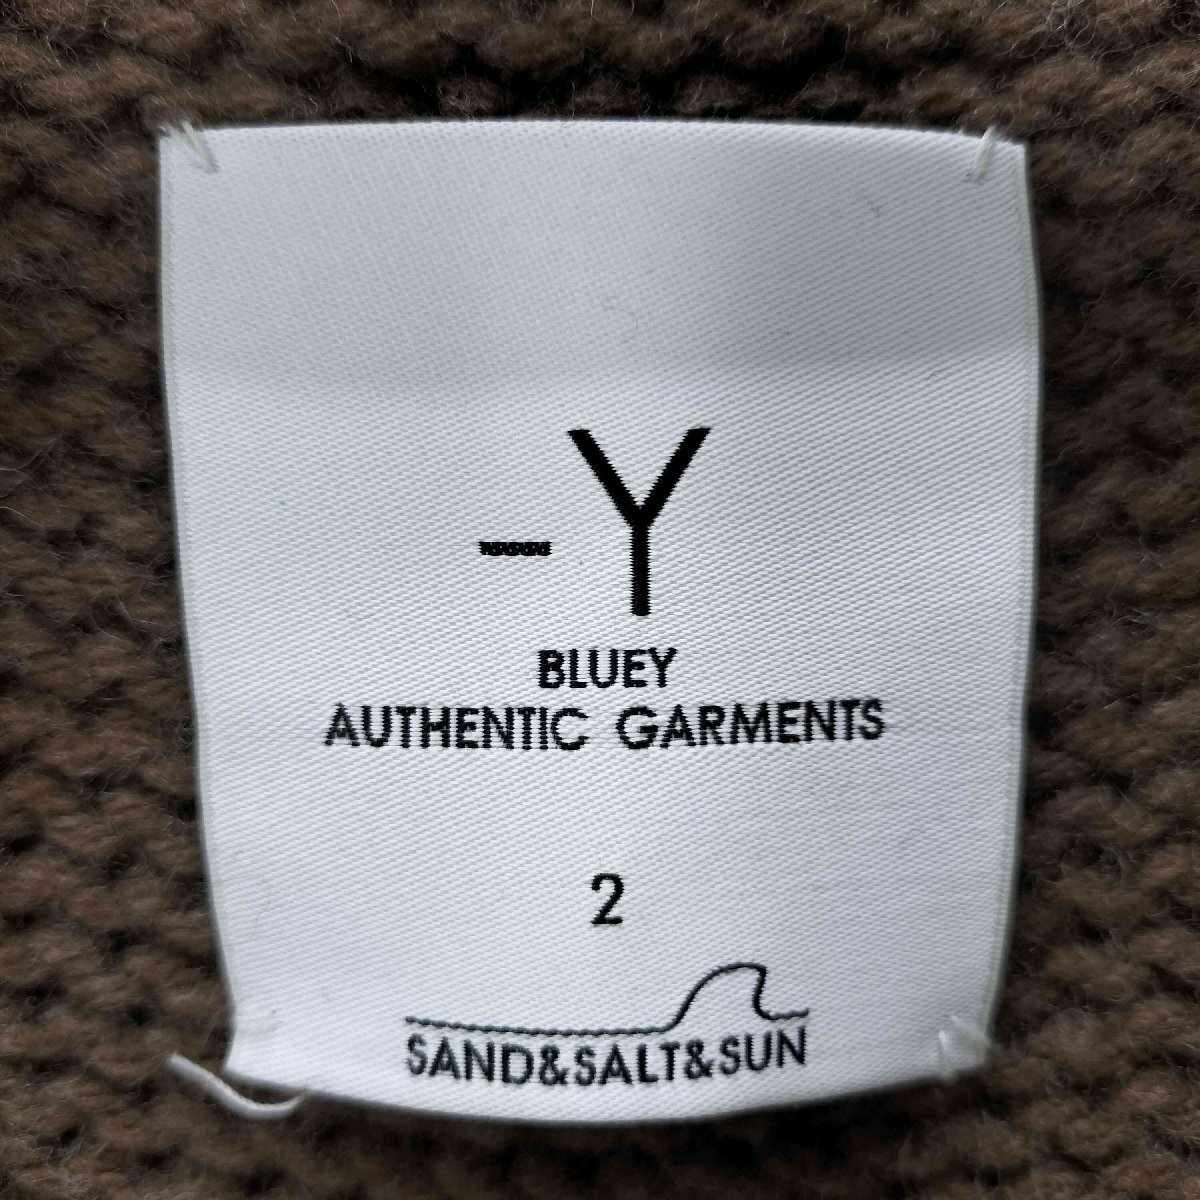 –Y
BLUEY
AUTHENTIC GARMENTS
2
SAND&SALT&SUN